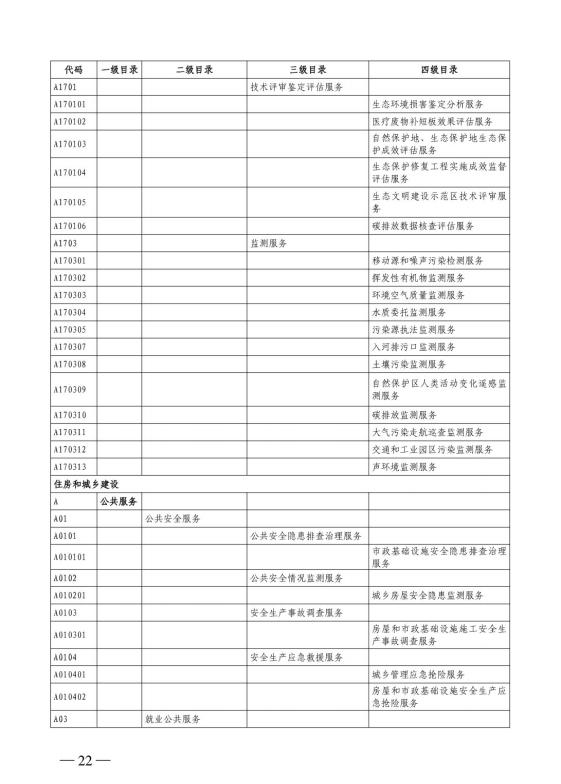 代码 一级目录 二级目录 三级目录 四级目录
A1701 技术评审鉴定评估服务
A170101 生态环境损害鉴定分析服务
A170102 医疗废物补短板效果评估服务
A170103 自然保护地、生态保护地生态保
护成效评估服务
A170104 生态保护修复工程实施成效监督
评估服务
A170105 生态文明建设示范区技术评审服
务
A170106 碳排放数据核查评估服务
A1703 监测服务
A170301 移动源和噪声污染检测服务
A170302 挥发性有机物监测服务
A170303 环境空气质量监测服务
A170304 水质委托监测服务
A170305 污染源执法监测服务
A170307 入河排污口监测服务
A170308 土壤污染监测服务
A170309 自然保护区人类活动变化遥感监
测服务
A170310 碳排放监测服务
A170311 大气污染走航巡查监测服务
A170312 交通和工业园区污染监测服务
A170313 声环境监测服务
住房和城乡建设
A 公共服务
A01 公共安全服务
A0101 公共安全隐患排查治理服务
A010101 市政基础设施安全隐患排查治理
服务
A0102 公共安全情况监测服务
A010201 城乡房屋安全隐患监测服务
A0103 安全生产事故调查服务
A010301 房屋和市政基础设施施工安全生
产事故调查服务
A0104 安全生产应急救援服务
A010401 城乡管理应急抢险服务
A010402 房屋和市政基础设施安全生产应
急抢险服务
A03 就业公共服务
— 22 —